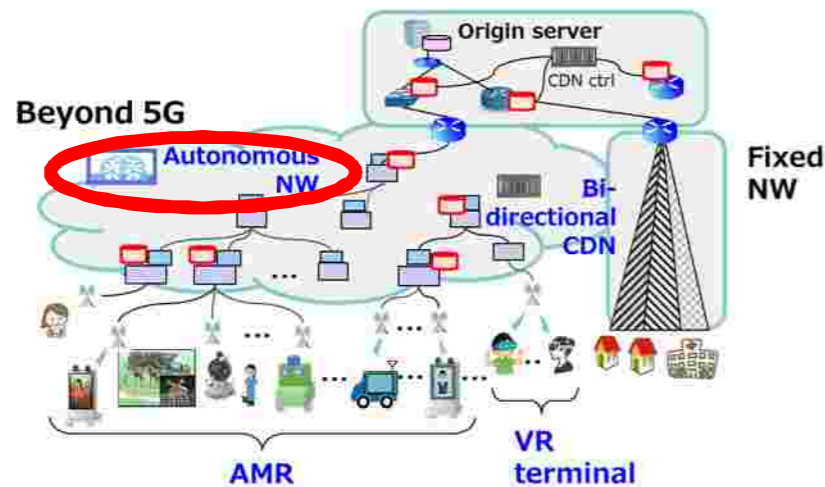 Origin server
CDN ctrl
Beyond 5G
Autonomous
NW
Fixed
NW
Bi-
directional
CDN
...
...
...
...
...
...
AMR
VR
terminal